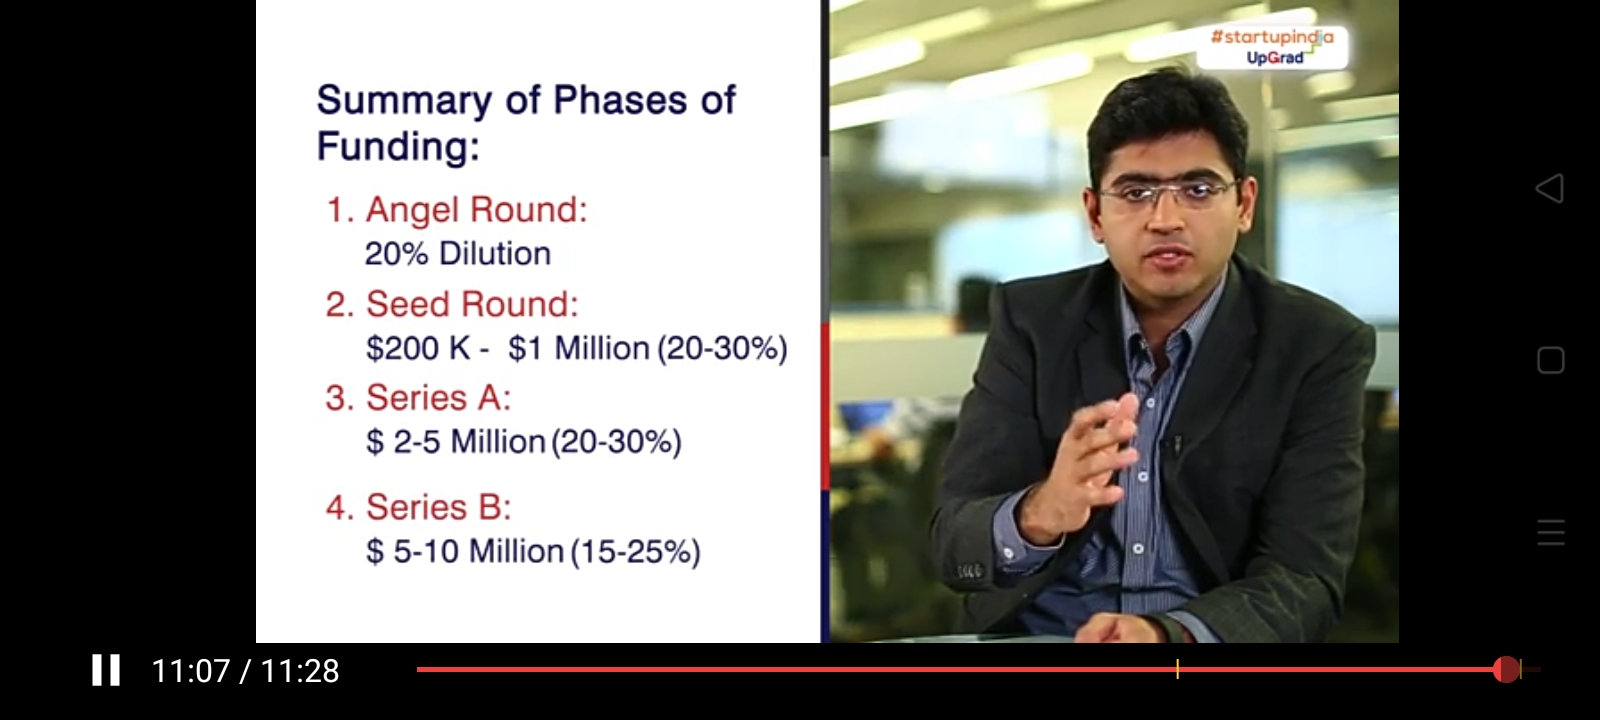 Summary of Phases of
Funding:
1. Angel Round:
20% Dilution
2. Seed Round:
$200 K - $1 Million (20-30%)
3. Series A:
$ 2-5 Million (20-30%)
4. Series B:
$ 5-10 Million (15-25%)
#startupindia
UpGrad
11:07 / 11:28